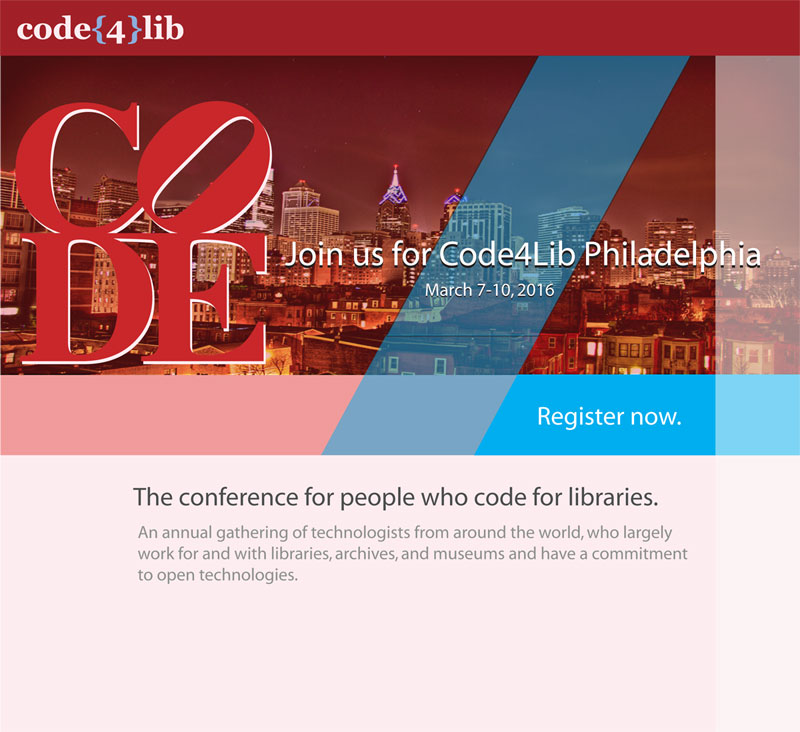 code{4}lib
CO
DE
Join us for Code4Lib Philadelphia
March 7-10, 2016
Register now.
The conference for people who code for libraries.
An annual gathering of technologists from around the world, who largely
work for and with libraries, archives, and museums and have a commitment
to open technologies.